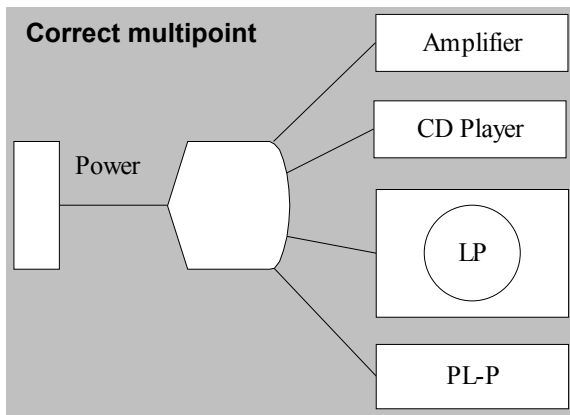 Correct multipoint
Amplifier
CD Player
Power
LP
PL-P